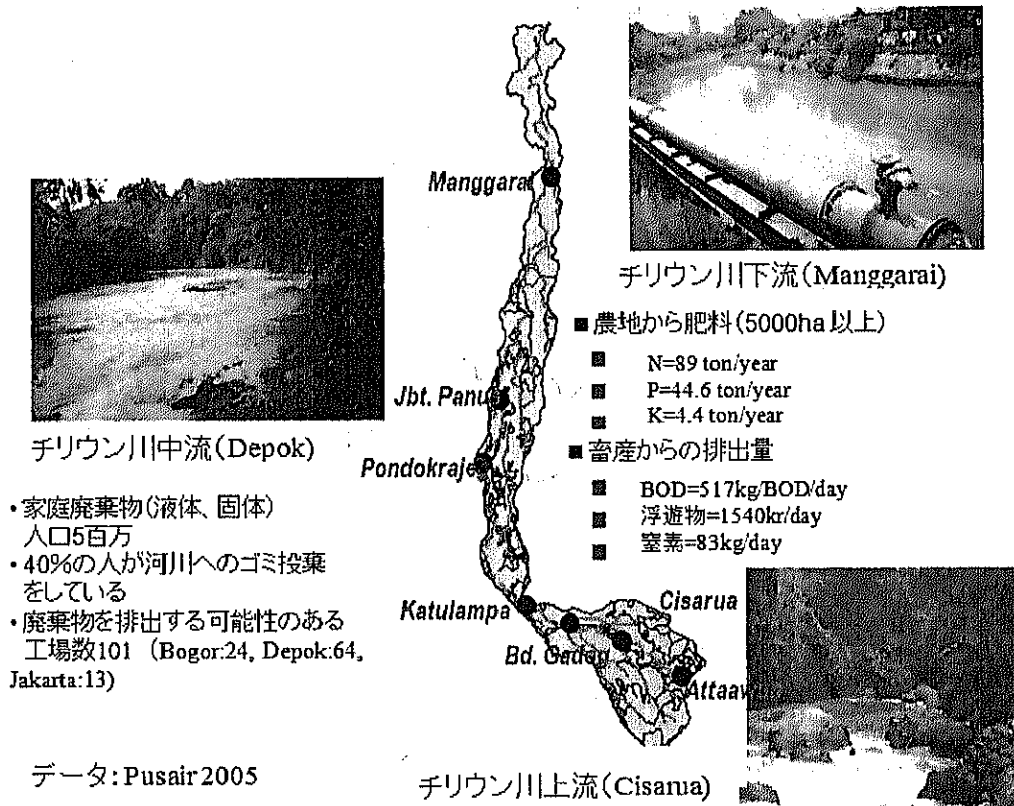 Manggarai
チリウン川下流(Manggarai)
■農地から肥料(5000ha以上)
N=89 ton/year
P=44.6 ton/year
K=4.4 ton/year
■畜産からの排出量
BOD=517kg/BOD/day
浮遊物=1540kr/day
窒素=83kg/day
チリウン川中流(Depok)
・家庭廃棄物(液体、固体)
人口5百万
・40%の人が河川へのゴミ投棄
をしている
・廃棄物を排出する可能性のある
工場数101 (Bogor:24, Depok:64,
Jakarta:13)
Jbt. Panu
Pondokraje
Katulampa
Cisarua
Bd.
Attaaw
データ:Pusair 2005
チリウン川上流(Cisarua)